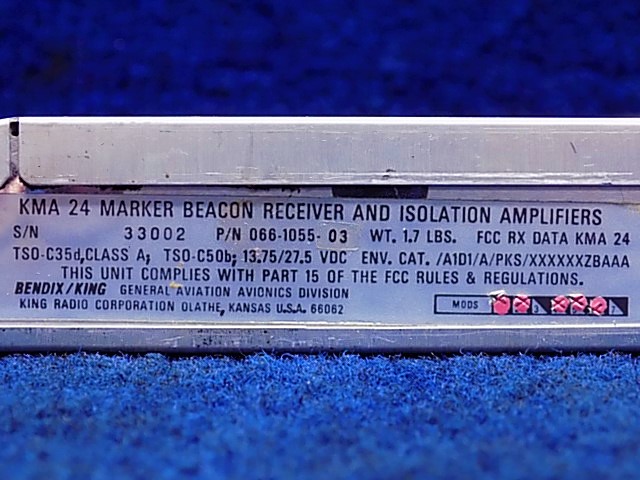 KMA 24 MARKER BEACON RECEIVER AND ISOLATION AMPLIFIERS
S/N 33002 P/N 066-1055-03 WT. 1.7 LBS. FCC RX DATA KMA 24
TSO-C35d, CLASS A; TSO-C50b; 13.75/27.5 VDC ENV. CAT. /A1D1/A/PKS/XXXXXXZBAAA
THIS UNIT COMPLIES WITH PART 15 OF THE FCC RULES & REGULATIONS.
BENDIX/KING GENERAL AVIATION AVIONICS DIVISION
KING RADIO CORPORATION OLATHE, KANSAS U.S.A. 66062
MODS 3 7